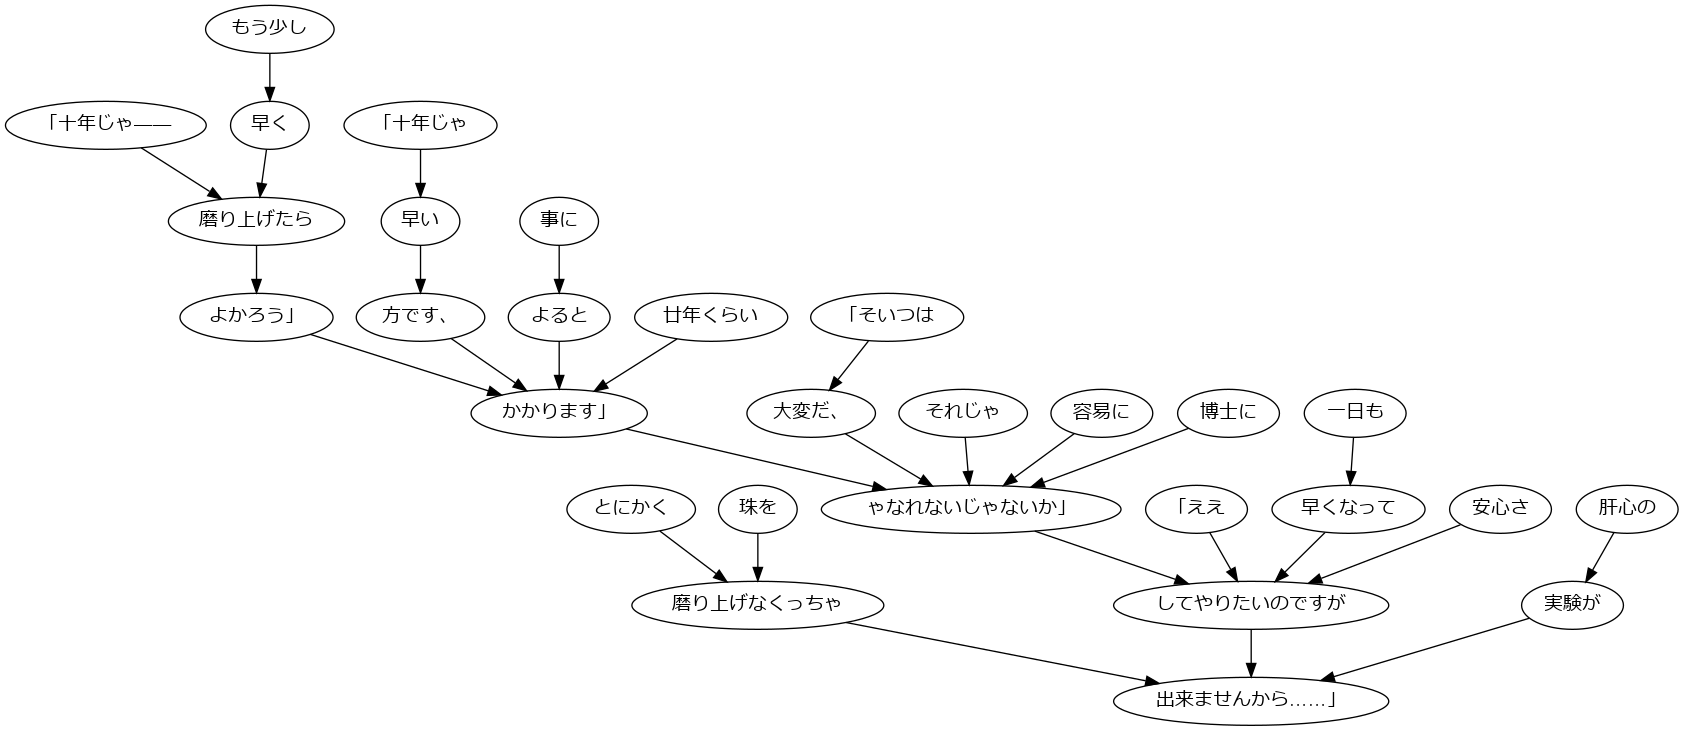 もう少し
「十年じゃ——
早く
「十年じゃ
磨り上げたら
早い
事に
よかろう」
方です、
よると
廿年くらい
「そいつは
かかります」
大変だ、
それじゃ
容易に
博士に
一日も
とにかく
珠を
ゃなれないじゃないか」
「ええ
早くなって
安心さ
肝心の
磨り上げなくっちゃ
してやりたいのですが
実験が
出来ませんから……」